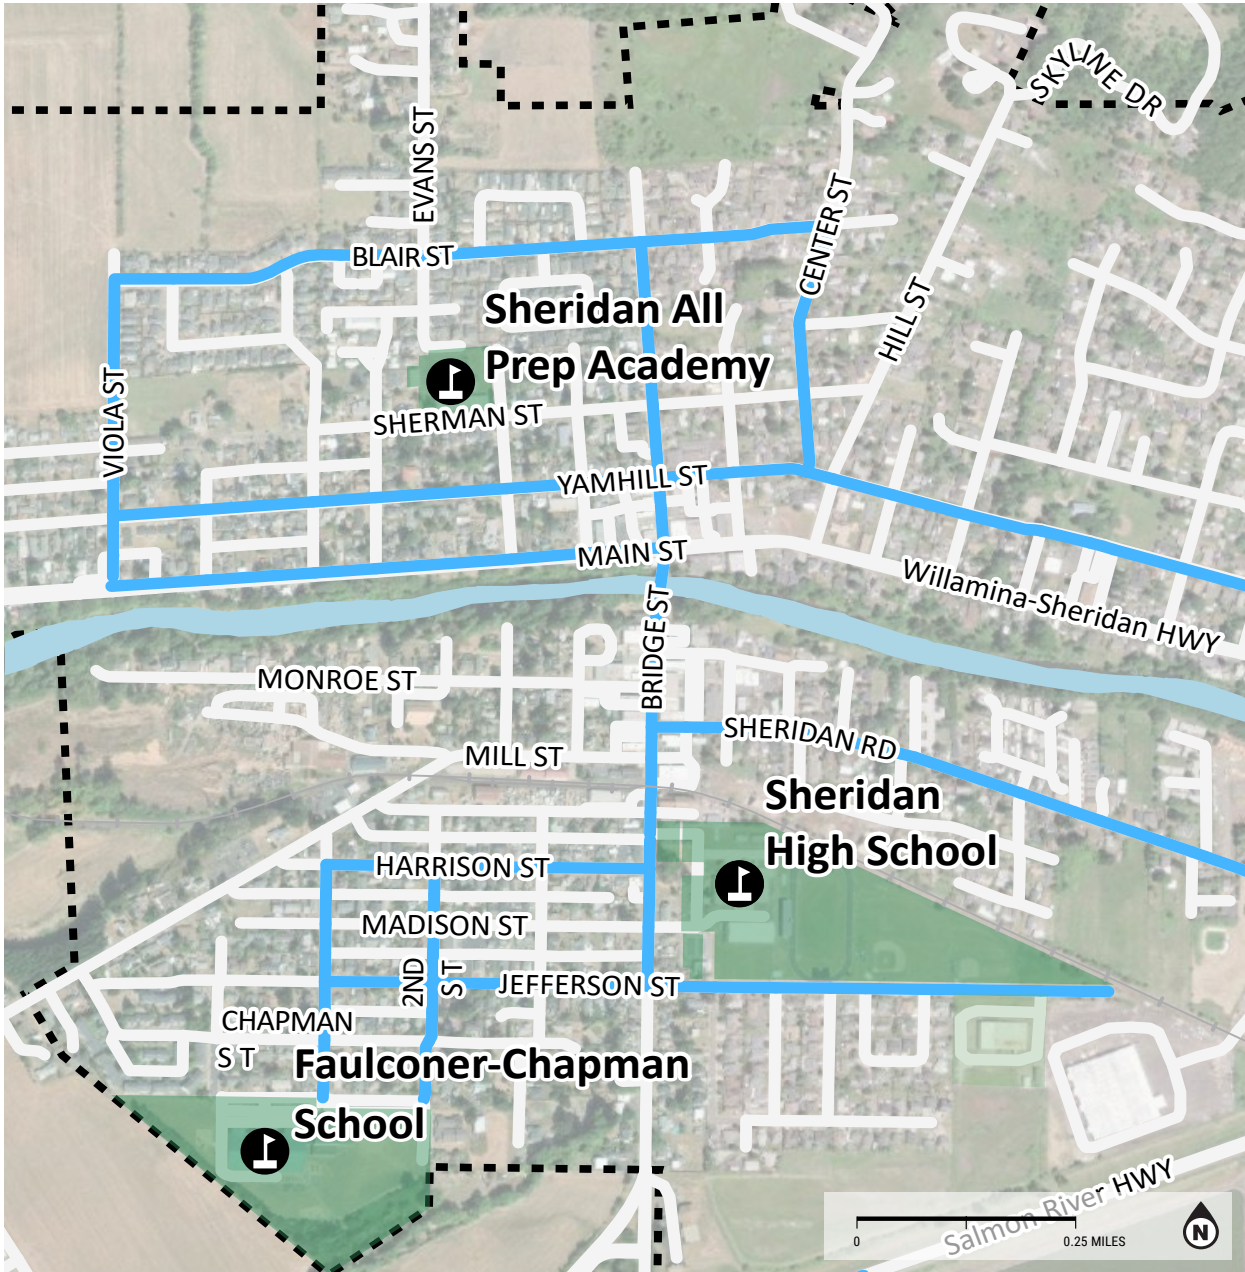 SKYLINE DR
EVANS ST
CENTER ST
BLAIR ST
HILL ST
Sheridan All
Prep Academy
VIOLA ST
SHERMAN ST
YAMHILL ST
MAIN ST
Willamina-Sheridan HWY
BRIDGE ST
MONROE ST
SHERIDAN RD
MILL ST
Sheridan
High School
HARRISON ST
MADISON ST
2ND
ST
JEFFERSON ST
CHAPMAN
ST
Faulconer-Chapman
School
Salmon River HWY
0
0.25 MILES
N